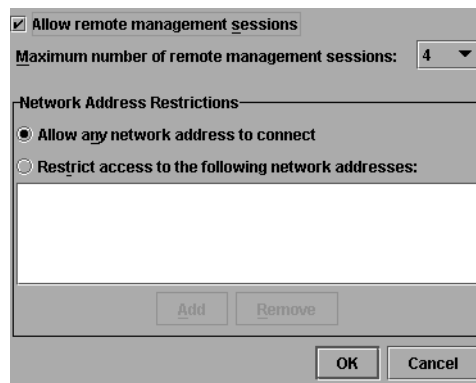 Allow remote management sessions
Maximum number of remote management sessions: 4
Network Address Restrictions
Allow any network address to connect
Restrict access to the following network addresses:
Add Remove
OK Cancel